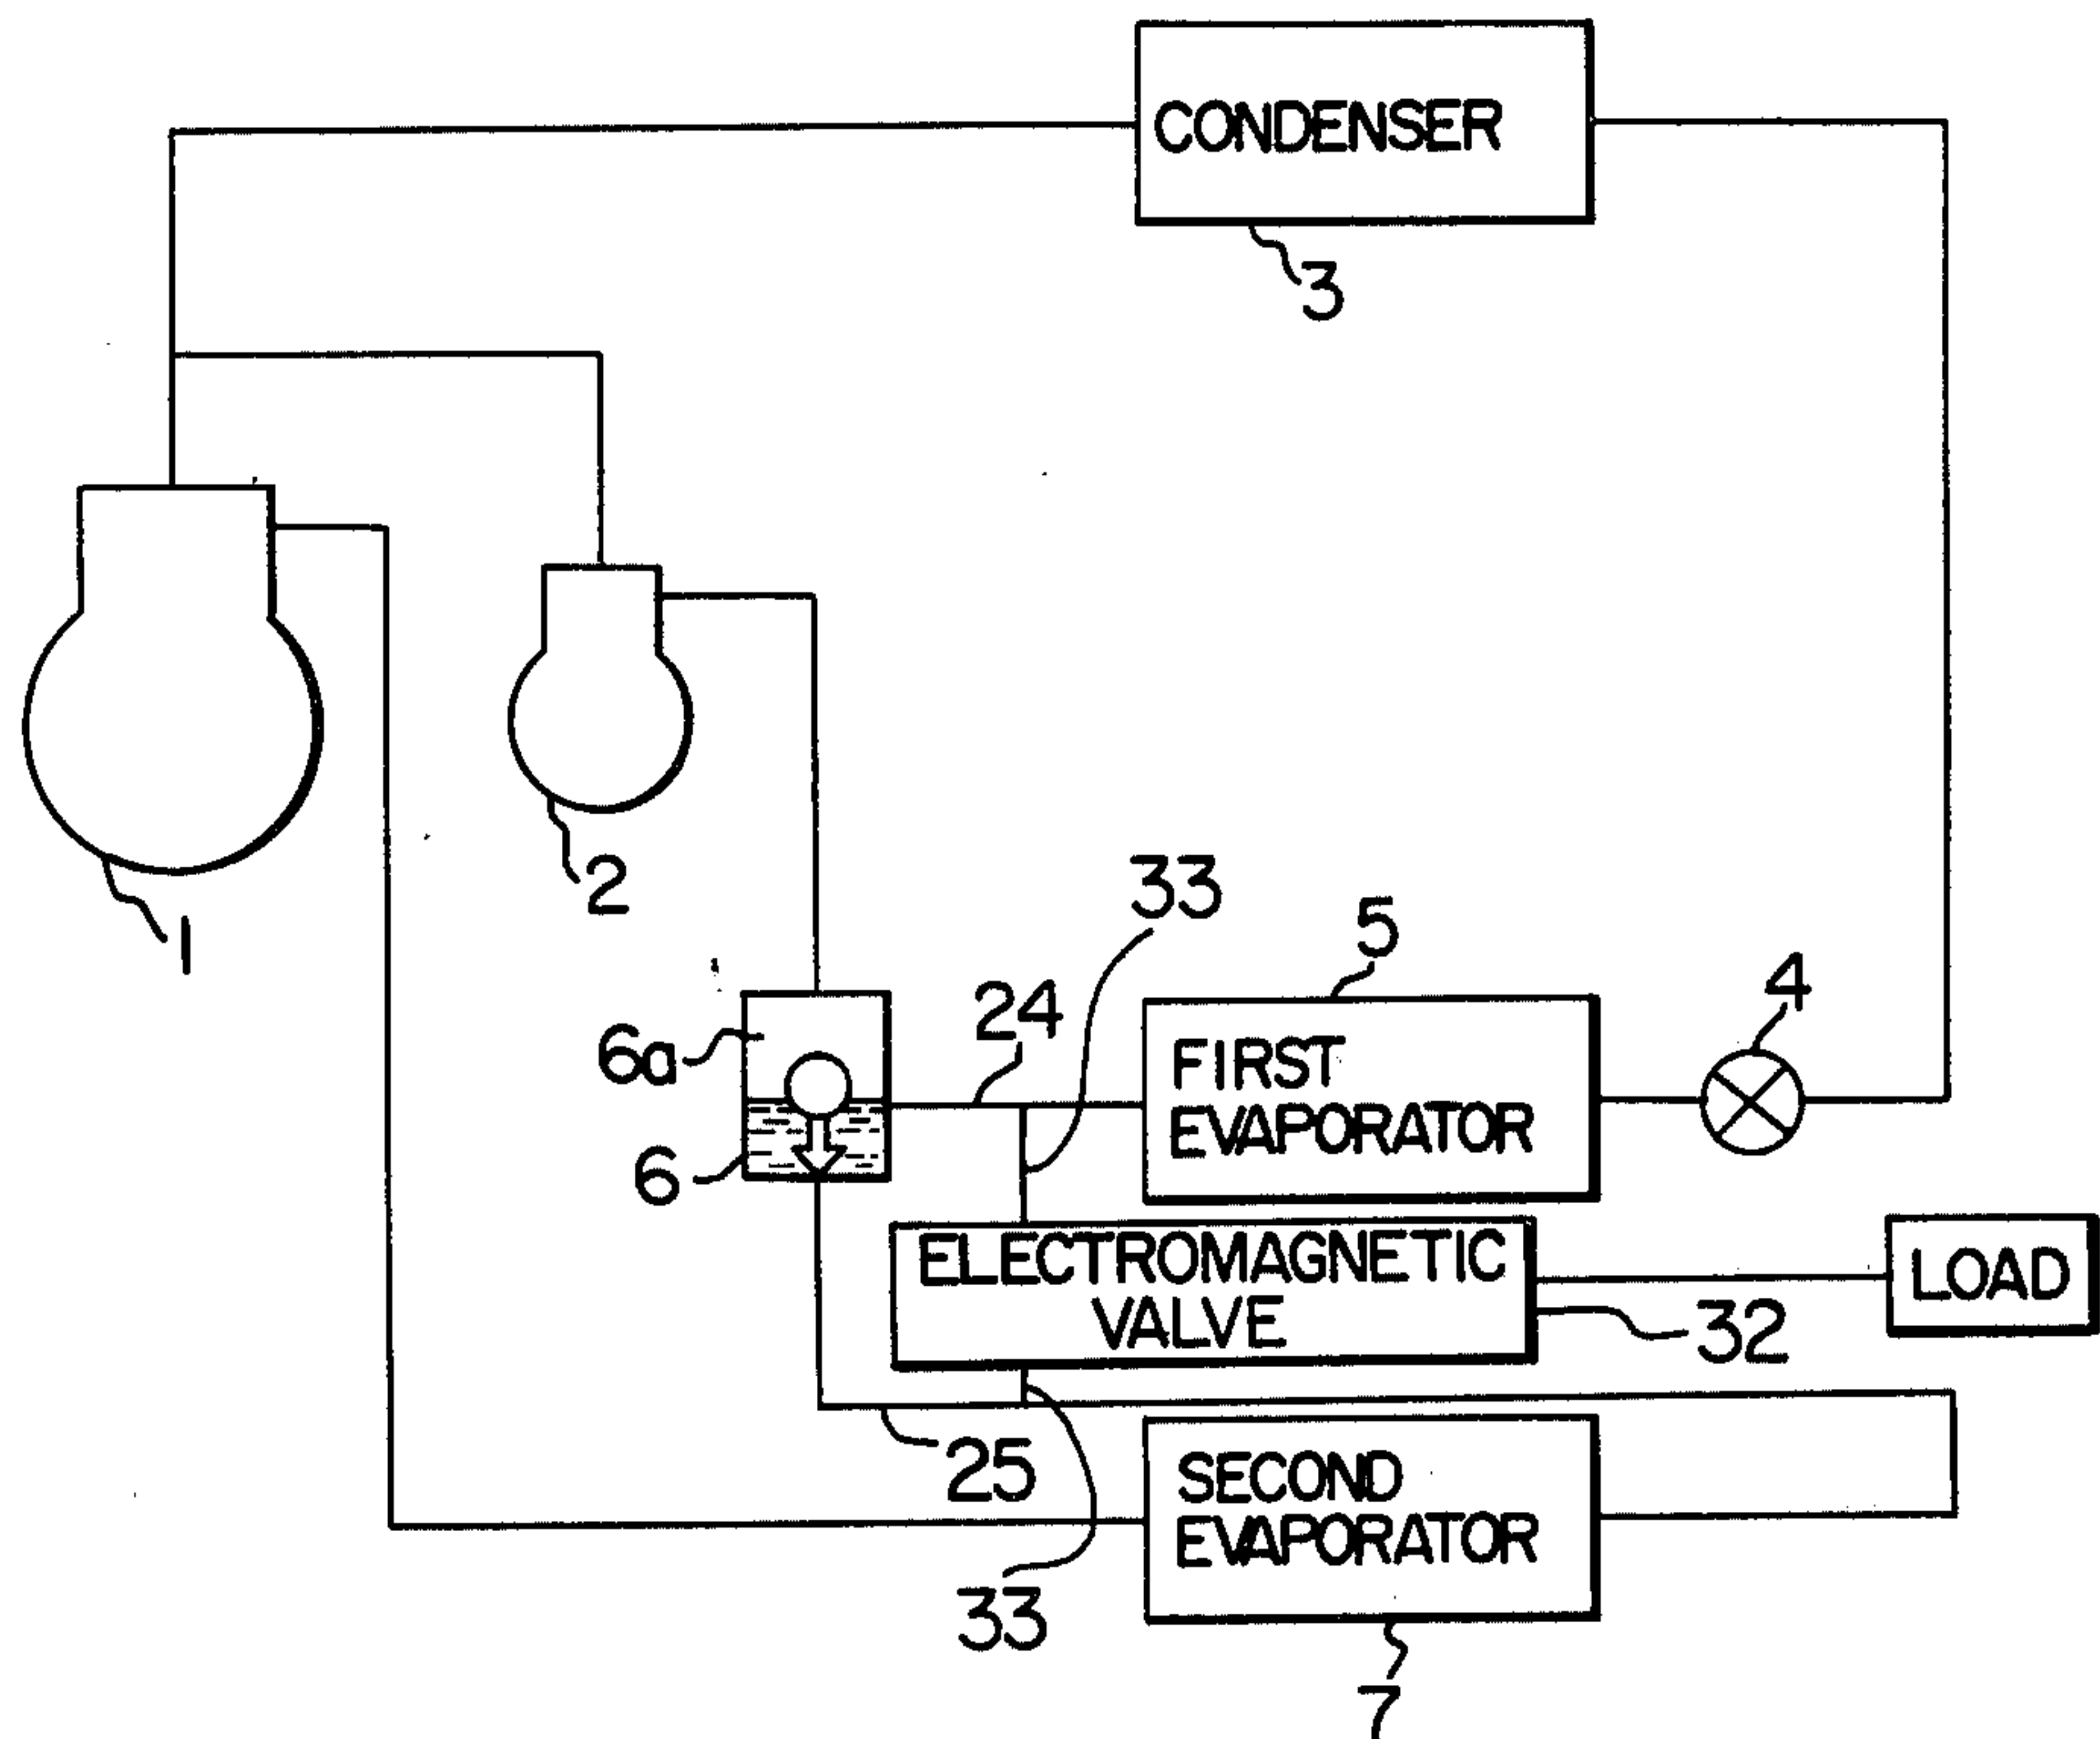 CONDENSER
3
1
2
33
5
4
24
6a
FIRST
EVAPORATOR
6
ELECTROMAGNETIC
VALVE
LOAD
32
25
SECOND
EVAPORATOR
33
7